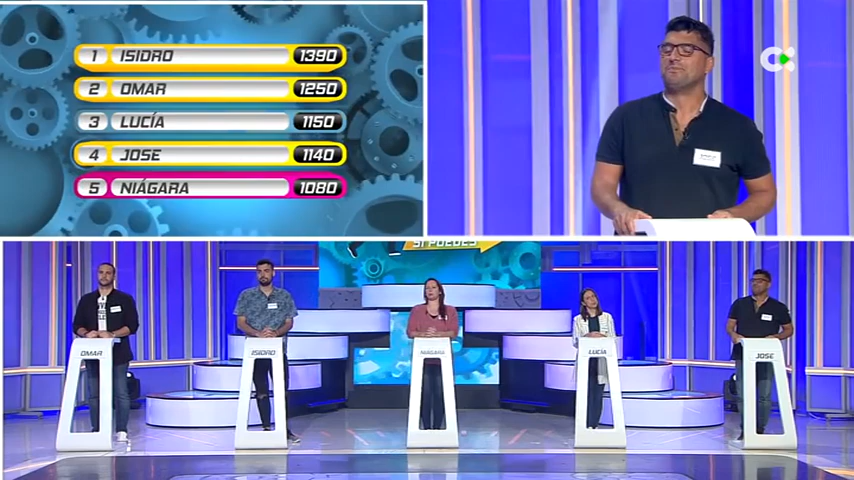 1 ISIDRO 1390
2 OMAR 1250
3 LUCÍA 1150
4 JOSE 1140
5 NIÁGARA 1080
SI PUEDES
OMAR
ISIDRO
NIÁGARA
LUCÍA
JOSE